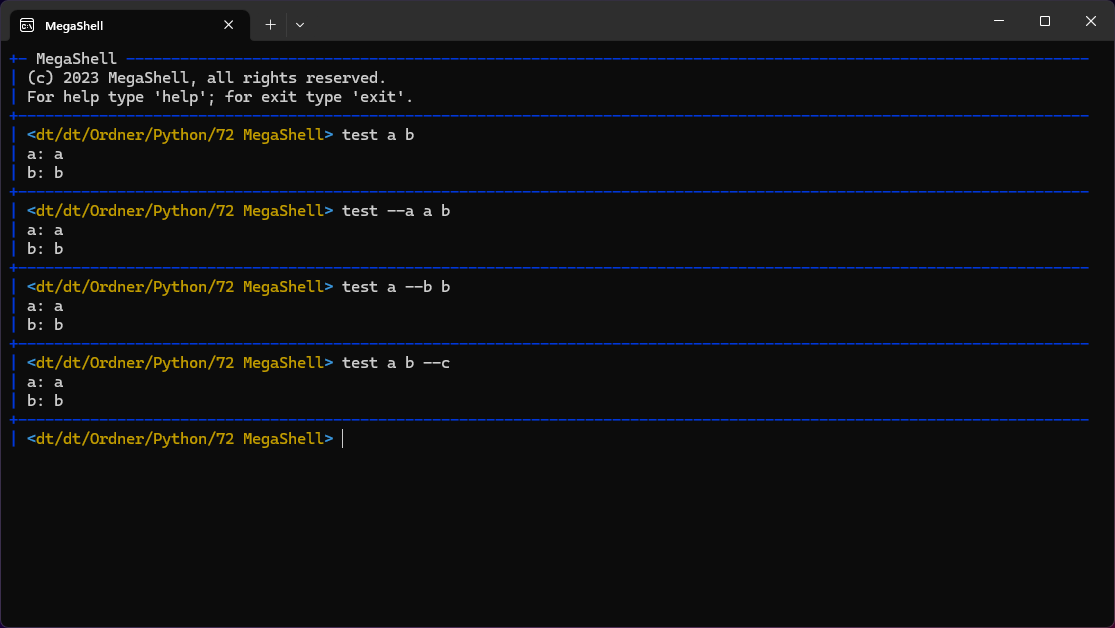 MegaShell
MegaShell
(c) 2023 MegaShell, all rights reserved.
For help type 'help'; for exit type 'exit'.
<dt/dt/Ordner/Python/72 MegaShell> test a b
a: a
b: b
<dt/dt/Ordner/Python/72 MegaShell> test --a a b
a: a
b: b
<dt/dt/Ordner/Python/72 MegaShell> test a --b b
a: a
b: b
<dt/dt/Ordner/Python/72 MegaShell> test a b --c
a: a
b: b
<dt/dt/Ordner/Python/72 MegaShell>